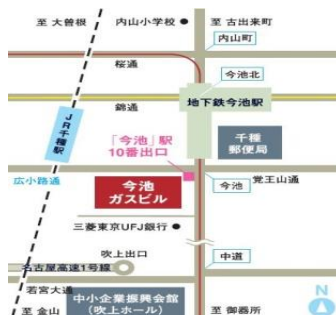 至 大曽根
内山小学校
至 古出来町
内山町
桜通
今池北
地下鉄今池駅
錦通
JR千種駅
「今池」駅
10番出口
千種
郵便局
広小路通
今池
覚王山通
今池
ガスビル
三菱東京UFJ銀行
吹上出口
中道
名古屋高速1号線
若宮大通
中小企業振興会館
(吹上ホール)
至 金山
至 御器所
N